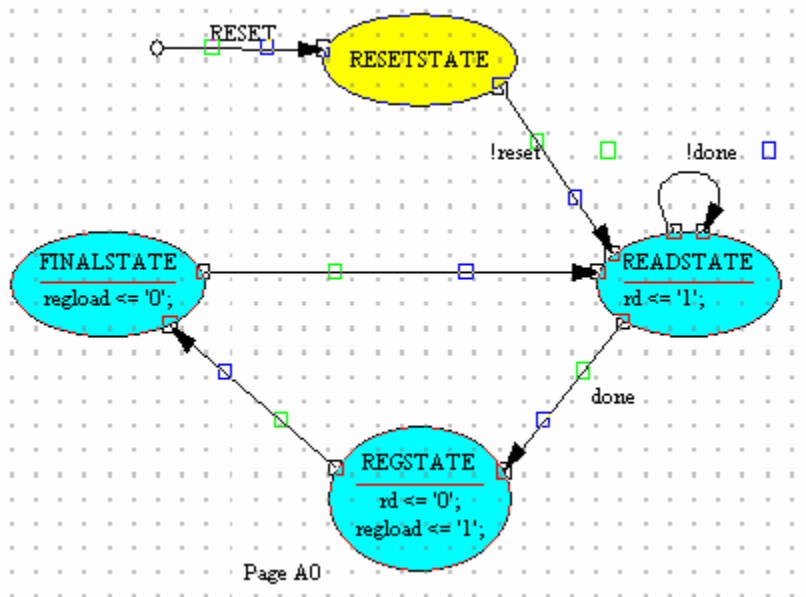 RESET
RESETSTATE
!reset
!done
FINALSTATE
regload <= '0';
READSTATE
rd <= '1';
done
REGSTATE
rd <= '0';
regload <= '1';
Page A0